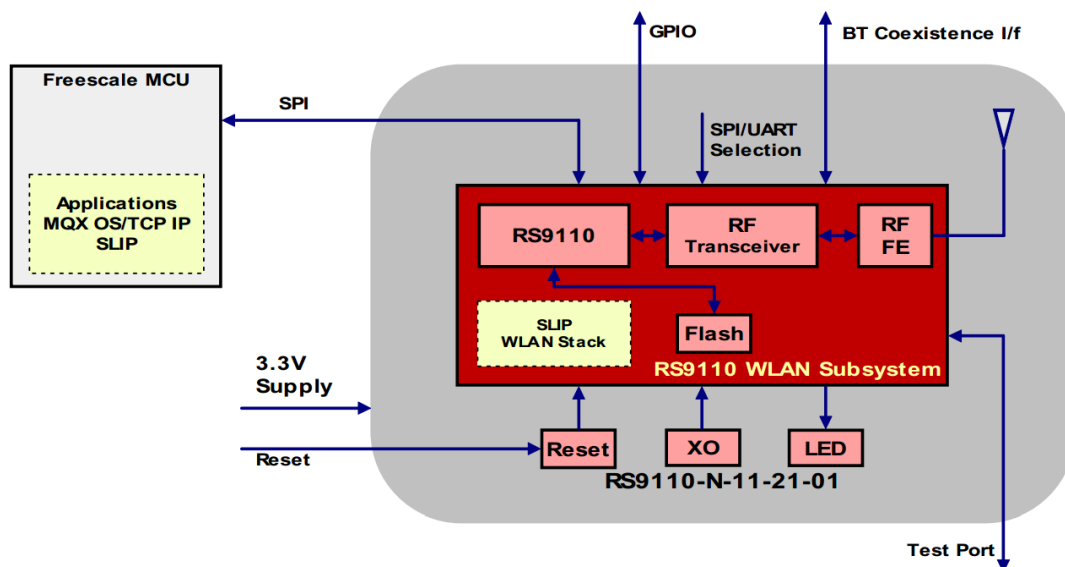 GPIO
BT Coexistence I/f
Freescale MCU
SPI
SPI/UART
Selection
Applications
MQX OS/TCP IP
SLIP
RS9110
RF
Transceiver
RF
FE
SLIP
WLAN Stack
Flash
RS9110 WLAN Subsystem
3.3V
Supply
Reset
Reset
XO
LED
RS9110-N-11-21-01
Test Port